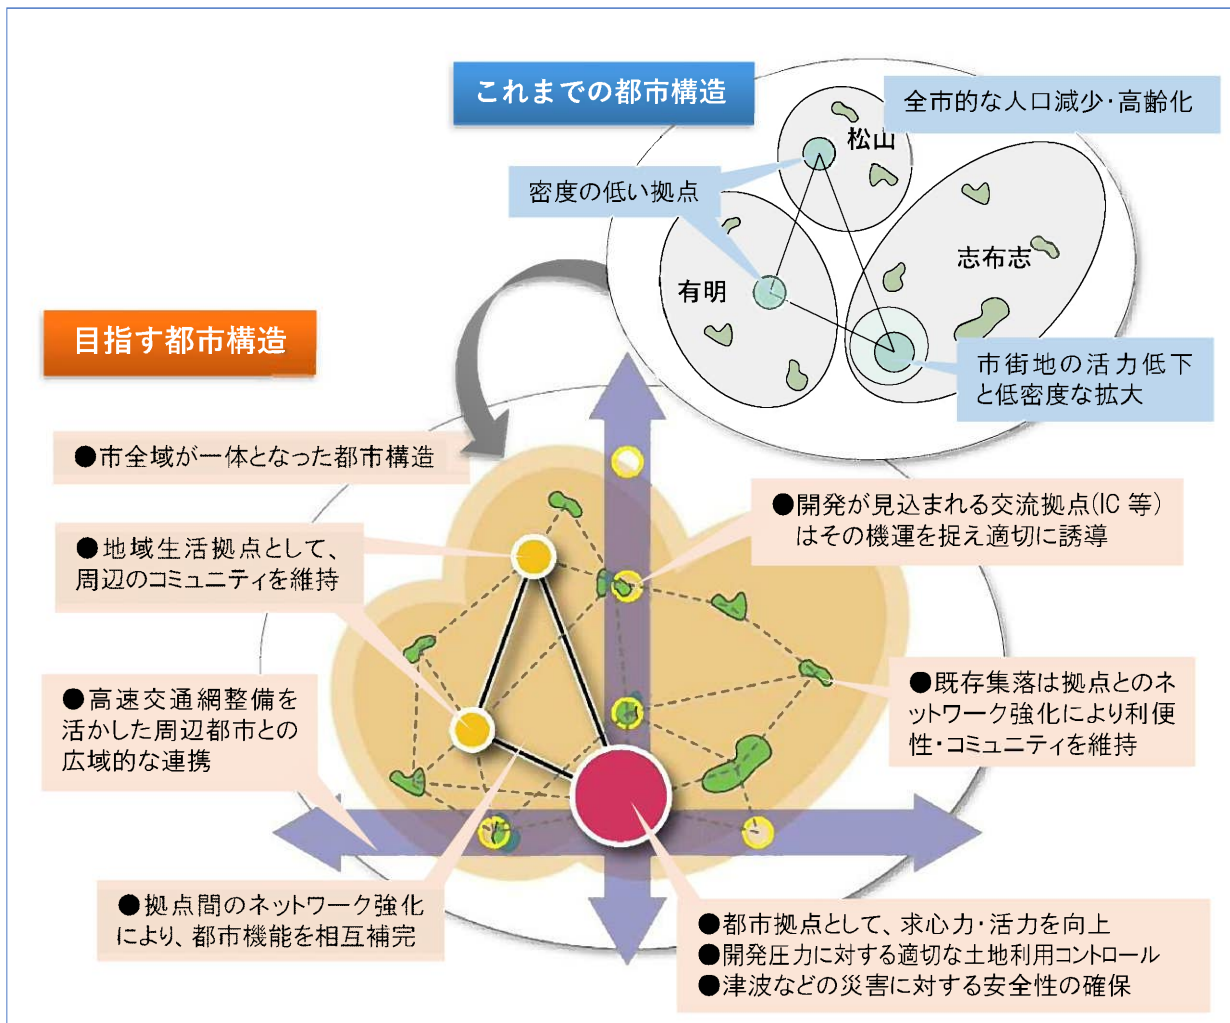 これまでの都市構造
全市的な人口減少・高齢化
松山
密度の低い拠点
志布志
有明
市街地の活力低下
と低密度な拡大
目指す都市構造
●市全域が一体となった都市構造
●開発が見込まれる交流拠点(IC 等)
はその機運を捉え適切に誘導
●地域生活拠点として、
周辺のコミュニティを維持
●既存集落は拠点とのネ
ットワーク強化により利便
性・コミュニティを維持
●高速交通網整備を
活かした周辺都市との
広域的な連携
●拠点間のネットワーク強化
により、都市機能を相互補完
●都市拠点として、求心力・活力を向上
●開発圧力に対する適切な土地利用コントロール
●津波などの災害に対する安全性の確保